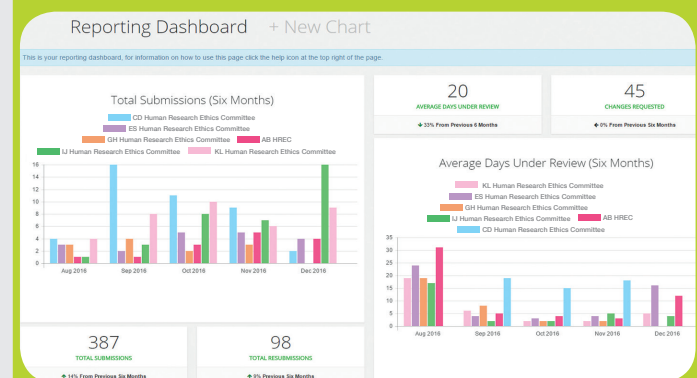 Reporting Dashboard + New Chart
This is your reporting dashboard, for information on how to use this page click the help icon at the top right of the page.
Total Submissions (Six Months)
CD Human Research Ethics Committee
ES Human Research Ethics Committee
GH Human Research Ethics Committee AB HREC
IJ Human Research Ethics Committee KL Human Research Ethics Committee
16
14
12
10
8
6
4
2
0
Aug 2016 Sep 2016 Oct 2016 Nov 2016 Dec 2016
387
TOTAL SUBMISSIONS
14% From Previous Six Months
98
TOTAL RESUBMISSIONS
0% From Previous Six Months
20
AVERAGE DAYS UNDER REVIEW
33% From Previous 6 Months
45
CHANGES REQUESTED
0% From Previous Six Months
Average Days Under Review (Six Months)
KL Human Research Ethics Committee
ES Human Research Ethics Committee
GH Human Research Ethics Committee
IJ Human Research Ethics Committee AB HREC
CD Human Research Ethics Committee
35
30
25
20
15
10
5
0
Aug 2016 Sep 2016 Oct 2016 Nov 2016 Dec 2016